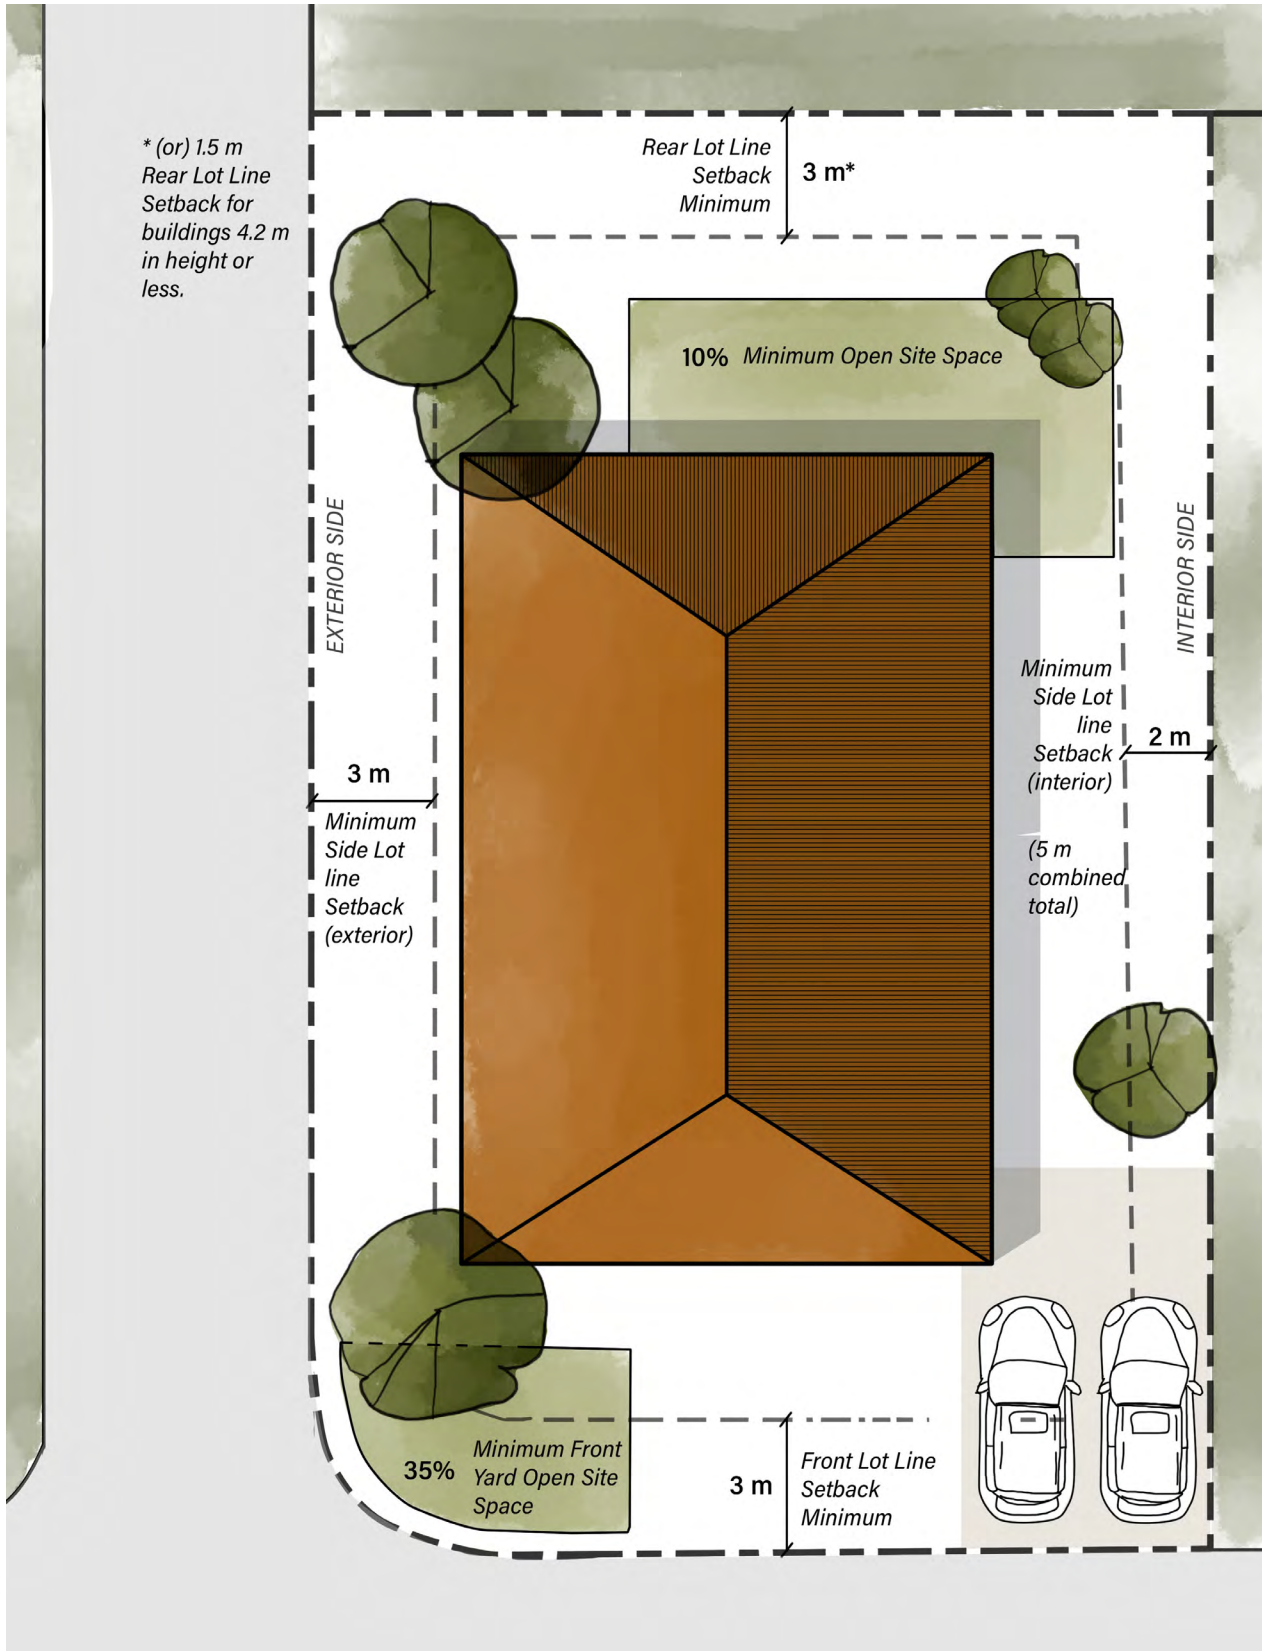 * (or) 1.5 m
Rear Lot Line
Setback for
buildings 4.2 m
in height or
less.
Rear Lot Line
Setback
Minimum
3 m*
10% Minimum Open Site Space
EXTERIOR SIDE
INTERIOR SIDE
Minimum
Side Lot
line
Setback
(interior)
2 m
3 m
Minimum
Side Lot
line
Setback
(exterior)
(5 m
combined
total)
35%
Minimum Front
Yard Open Site
Space
3 m
Front Lot Line
Setback
Minimum